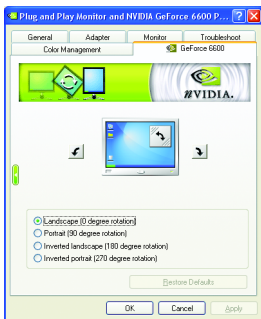 Plug and Play Monitor and NVIDIA GeForce 6600 P...
General Adapter Monitor Troubleshoot
Color Management GeForce 6600
NVIDIA.
Landscape (0 degree rotation)
Portrait (90 degree rotation)
Inverted landscape (180 degree rotation)
Inverted portrait (270 degree rotation)
Restore Defaults
OK Cancel Apply